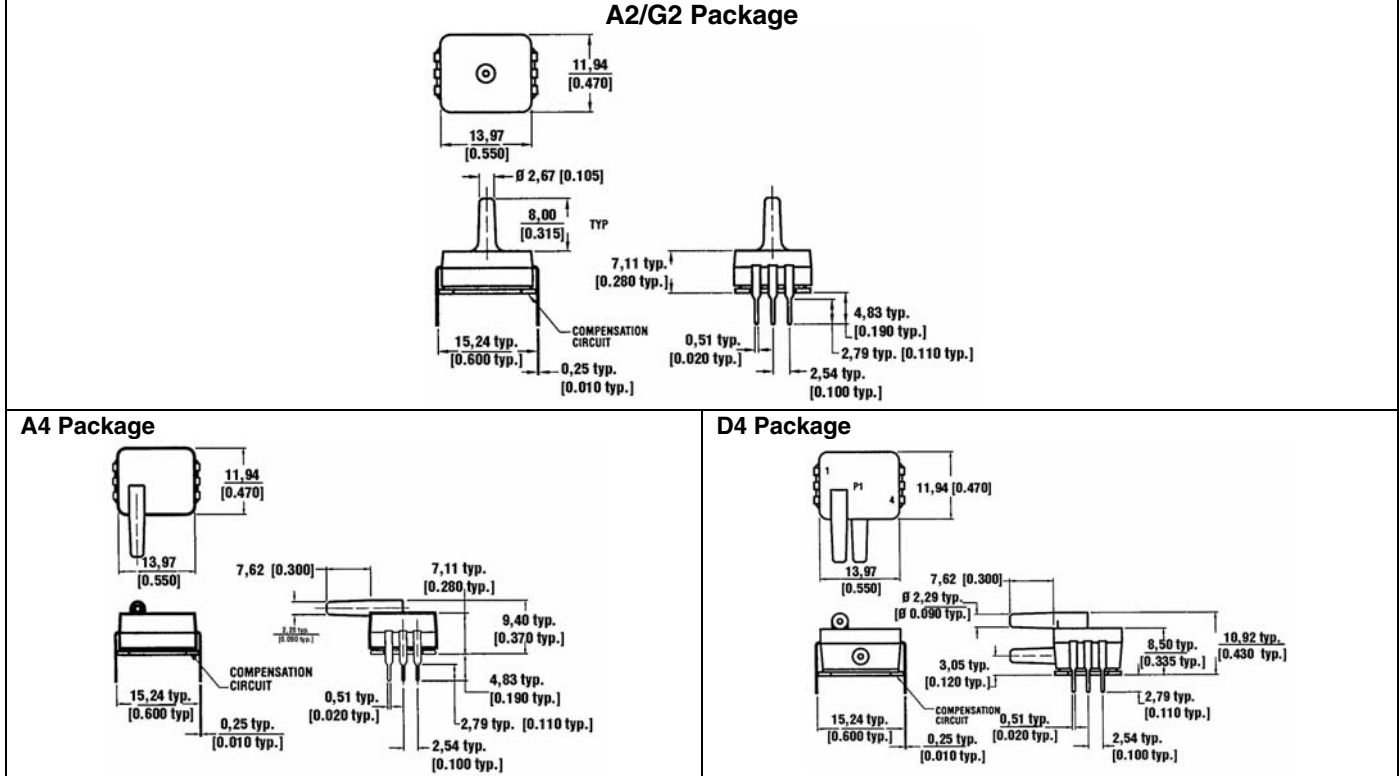 A2/G2 Package
11,94
[0.470]
13,97
[0.550]
Ø 2,67 [0.105]
8,00
[0.315]
TYP
7,11 typ.
[0.280 typ.]
4,83 typ.
[0.190 typ.]
COMPENSATION
CIRCUIT
15,24 typ.
[0.600 typ.]
0,25 typ.
[0.010 typ.]
0,51 typ.
[0.020 typ.]
2,79 typ. [0.110 typ.]
2,54 typ.
[0.100 typ.]
A4 Package
11,94
[0.470]
13,97
[0.550]
7,62 [0.300]
7,11 typ.
[0.280 typ.]
9,40 typ.
[0.370 typ.]
[0.090 typ.]
COMPENSATION
CIRCUIT
4,83 typ.
[0.190 typ.]
15,24 typ.
[0.600 typ]
0,25 typ.
[0.010 typ.]
0,51 typ.
[0.020 typ.]
2,79 typ. [0.110 typ.]
2,54 typ.
[0.100 typ.]
D4 Package
1
P1
4
11,94 [0.470]
13,97
[0.550]
7,62 [0.300]
Ø 2,29 typ.
[Ø 0.090 typ.]
8,50 typ.
[0.335 typ.]
10,92 typ.
[0.430 typ.]
3,05 typ.
[0.120 typ.]
2,79 typ.
[0.110 typ.]
COMPENSATION
CIRCUIT
15,24 typ.
[0.600 typ.]
0,51 typ.
[0.020 typ.]
0,25 typ.
[0.010 typ.]
2,54 typ.
[0.100 typ.]